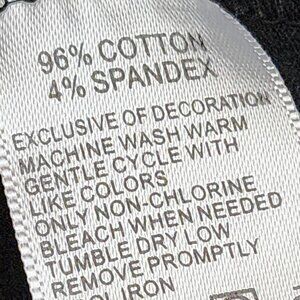 96% COTTON
4% SPANDEX
EXCLUSIVE OF DECORATION
MACHINE WASH WARM
GENTLE CYCLE WITH
LIKE COLORS
ONLY NON-CHLORINE
BLEACH WHEN NEEDED
TUMBLE DRY LOW
REMOVE PROMPTLY
IRON